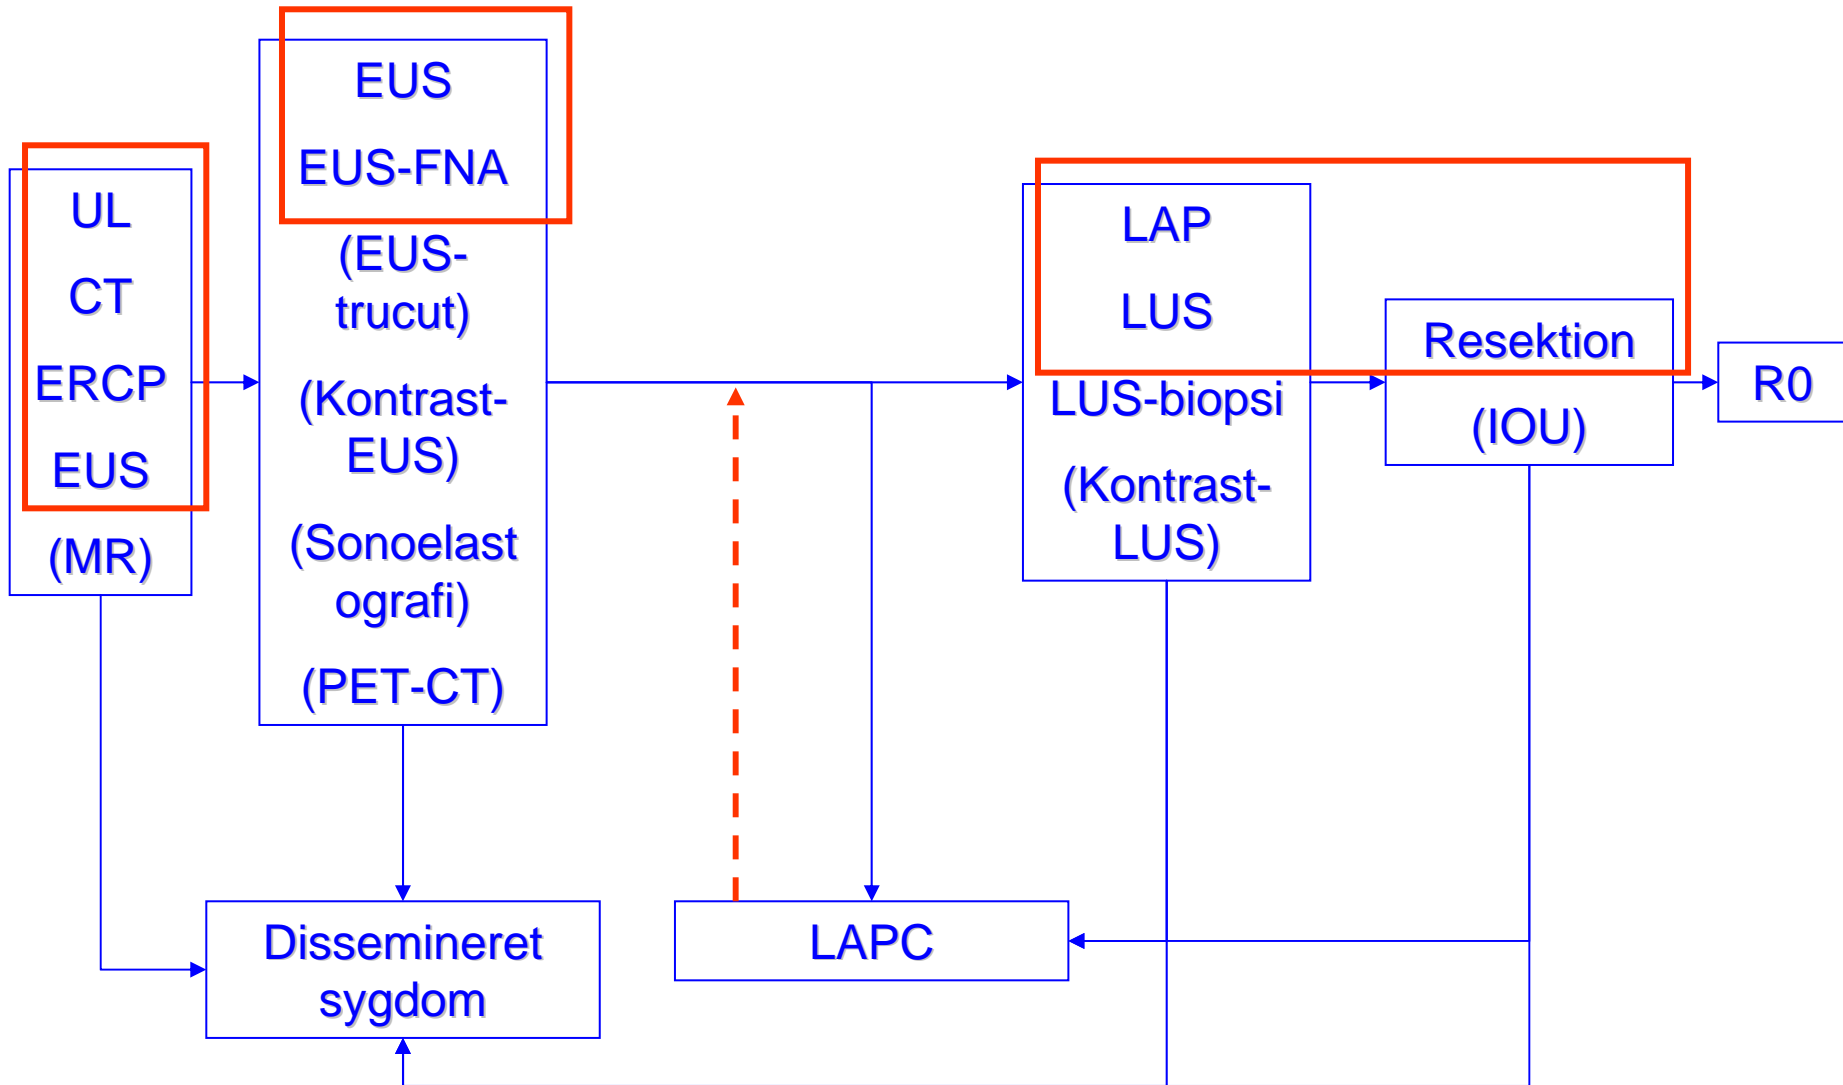 UL
CT
ERCP
EUS
(MR)
EUS
EUS-FNA
(EUS-
trucut)
(Kontrast-
EUS)
(Sonoelast
ografi)
(PET-CT)
LAP
LUS
LUS-biopsi
(Kontrast-
LUS)
Resektion
(IOU)
R0
Dissemineret
sygdom
LAPC